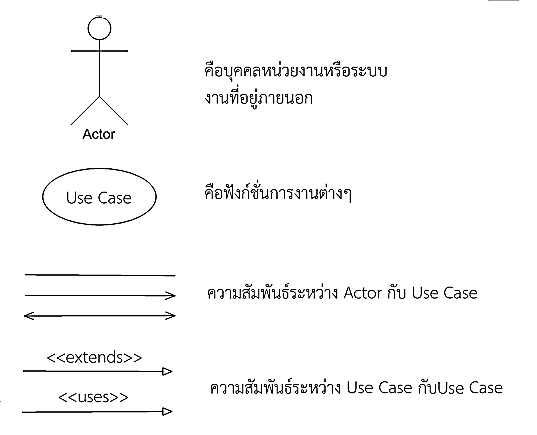 คือบุคคลหน่วยงานหรือระบบ
งานที่อยู่ภายนอก
Actor
Use Case
คือฟังก์ชั่นการงานต่างๆ
ความสัมพันธ์ระหว่าง Actor กับ Use Case
<<extends>>
<<uses>>
ความสัมพันธ์ระหว่าง Use Case กับUse Case